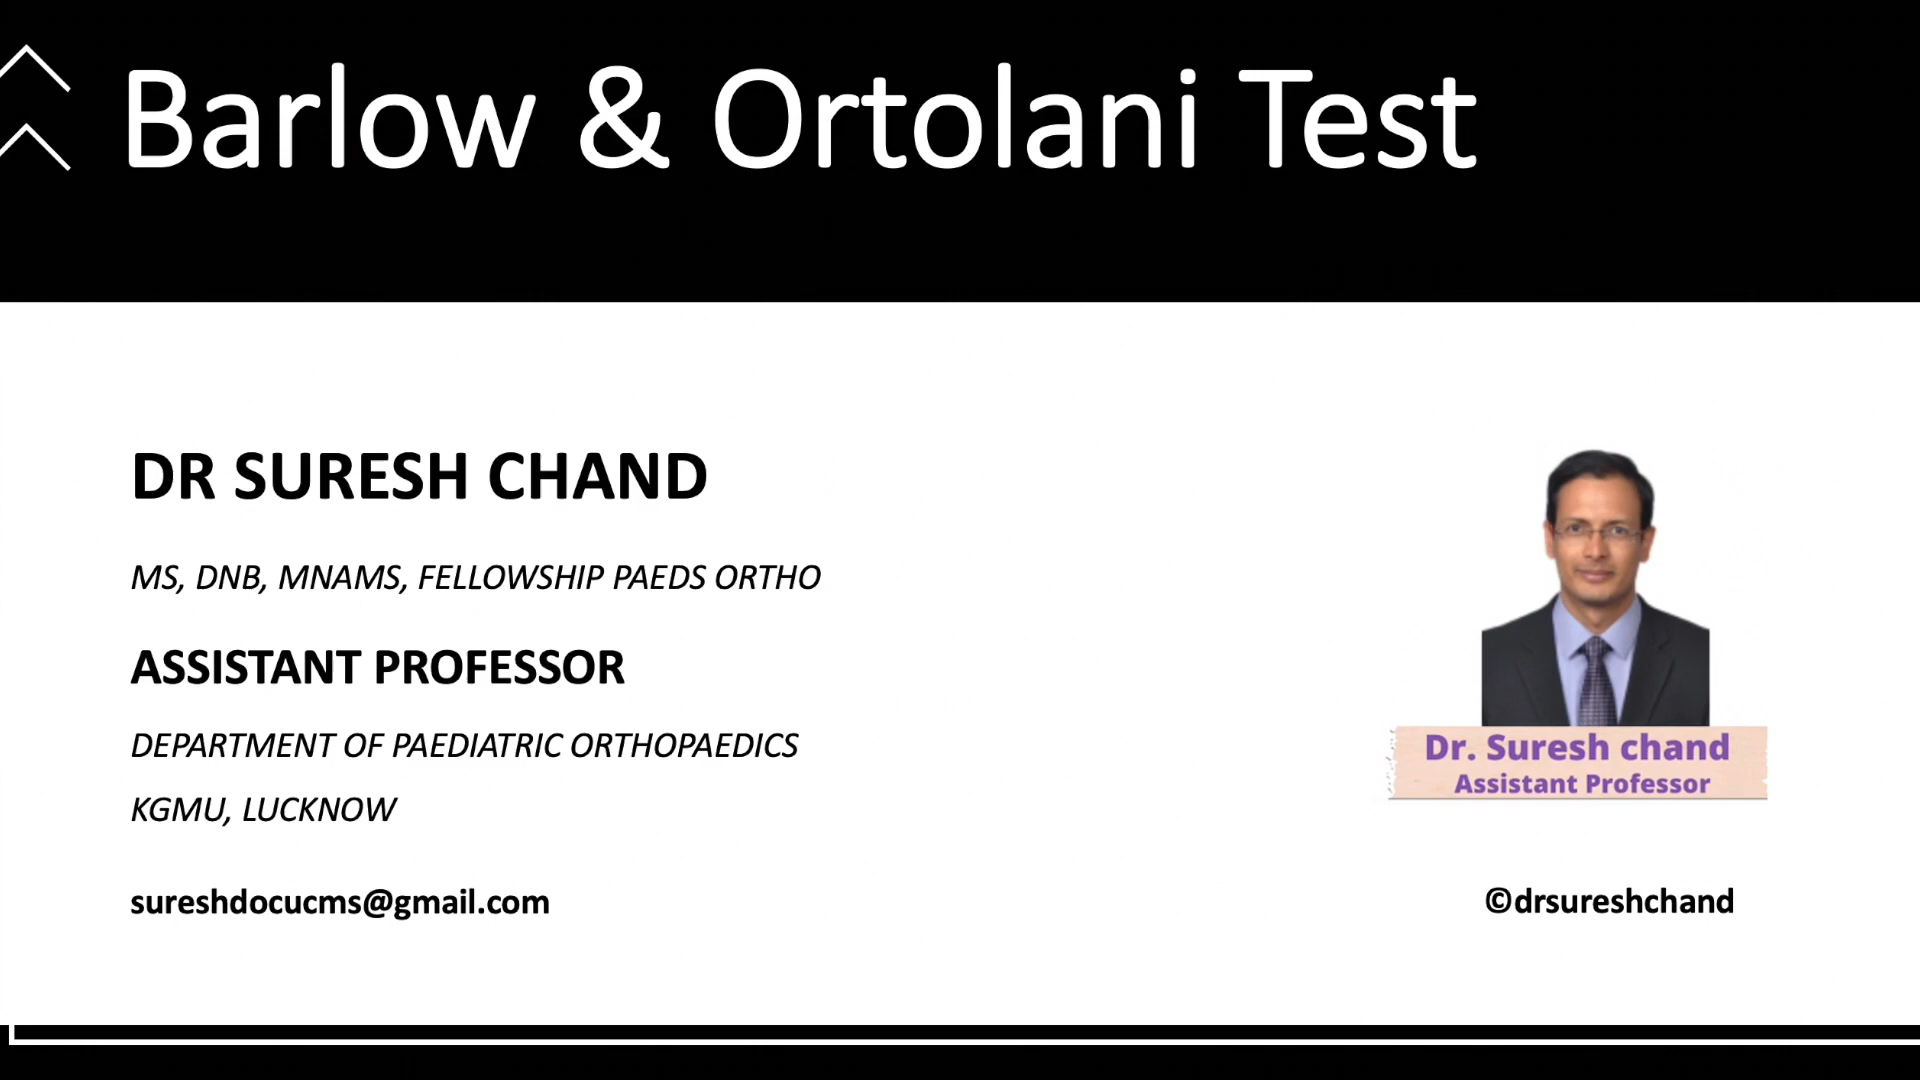 Barlow & Ortolani Test
DR SURESH CHAND
MS, DNB, MNAMS, FELLOWSHIP PAEDS ORTHO
ASSISTANT PROFESSOR
DEPARTMENT OF PAEDIATRIC ORTHOPAEDICS
KGMU, LUCKNOW
sureshdocucms@gmail.com
Dr. Suresh chand
Assistant Professor
©drsureshchand